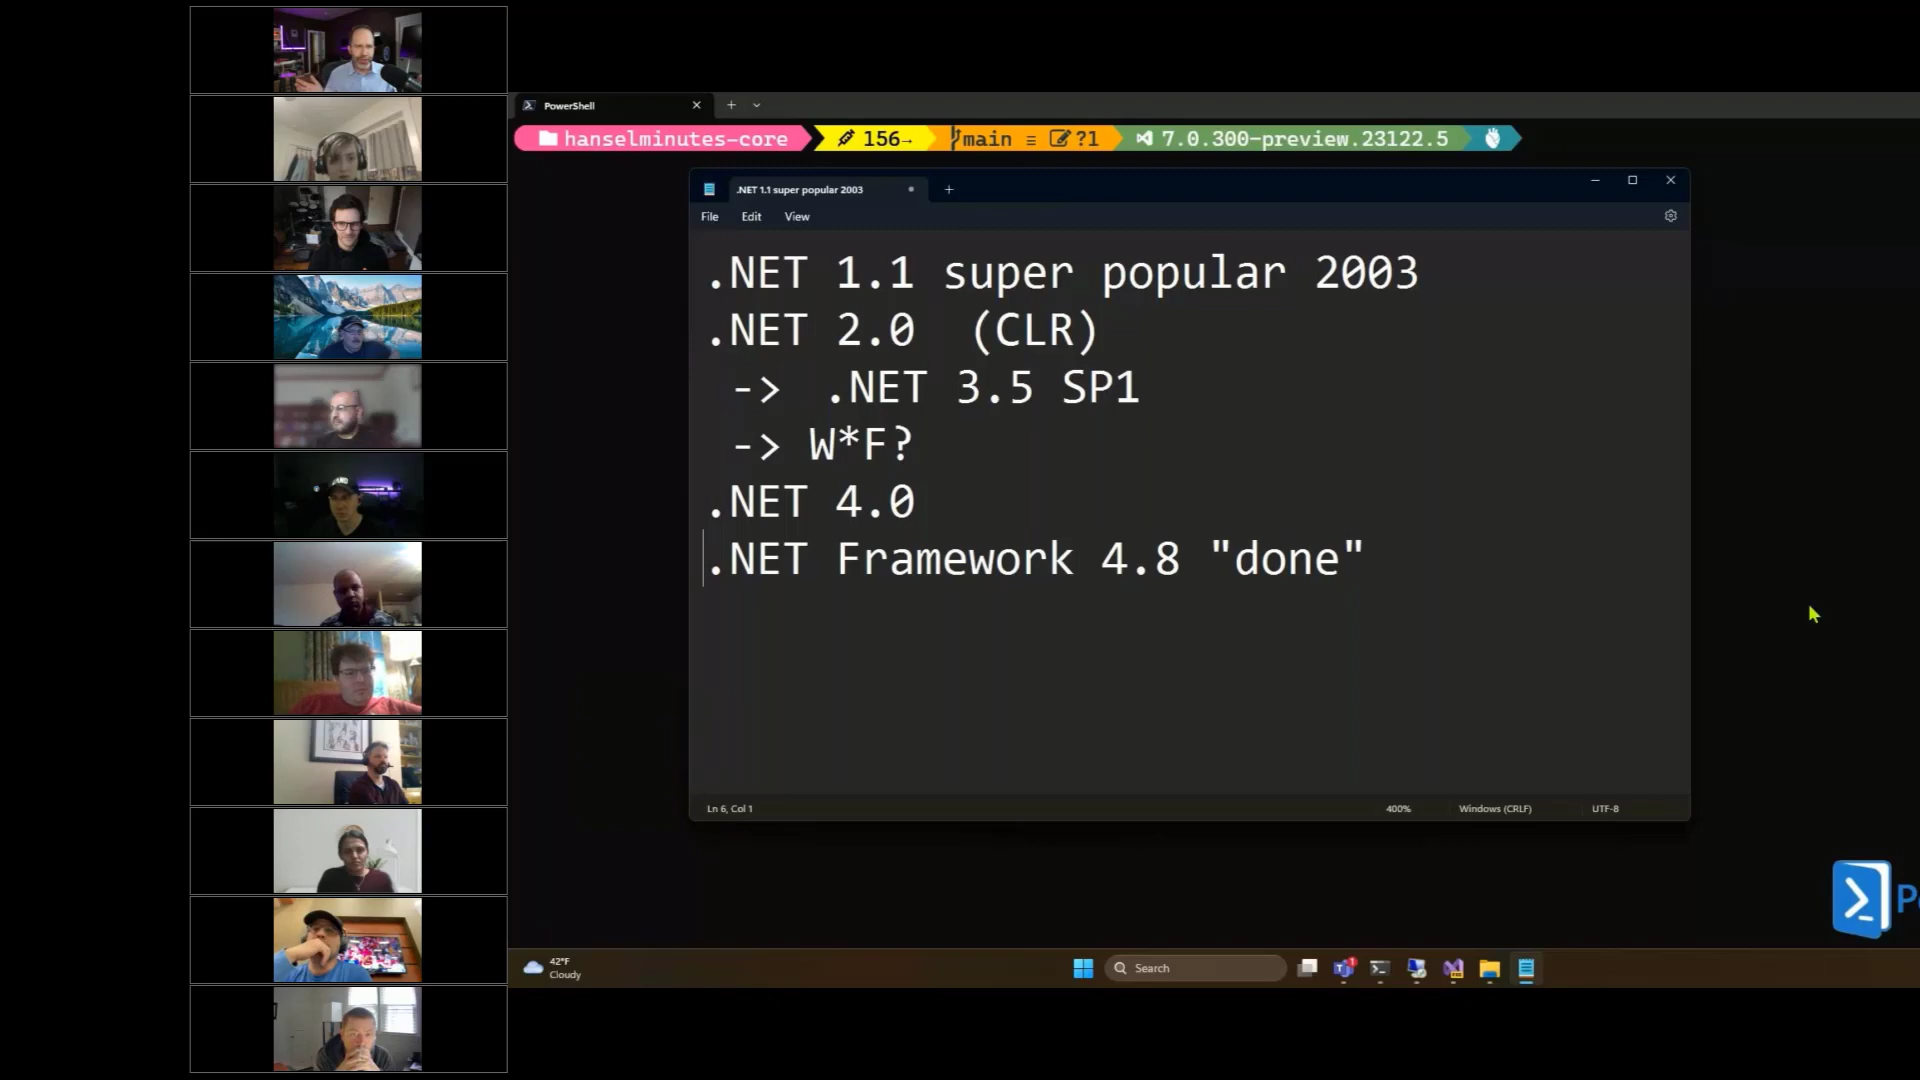 PowerShell
hanselminutes-core 156→ main ≡ ?1 7.0.300-preview.23122.5
.NET 1.1 super popular 2003
File Edit View
.NET 1.1 super popular 2003
.NET 2.0 (CLR)
-> .NET 3.5 SP1
-> W*F?
.NET 4.0
.NET Framework 4.8 "done"
Ln 6, Col 1 400% Windows (CRLF) UTF-8
42°F
Cloudy
Search